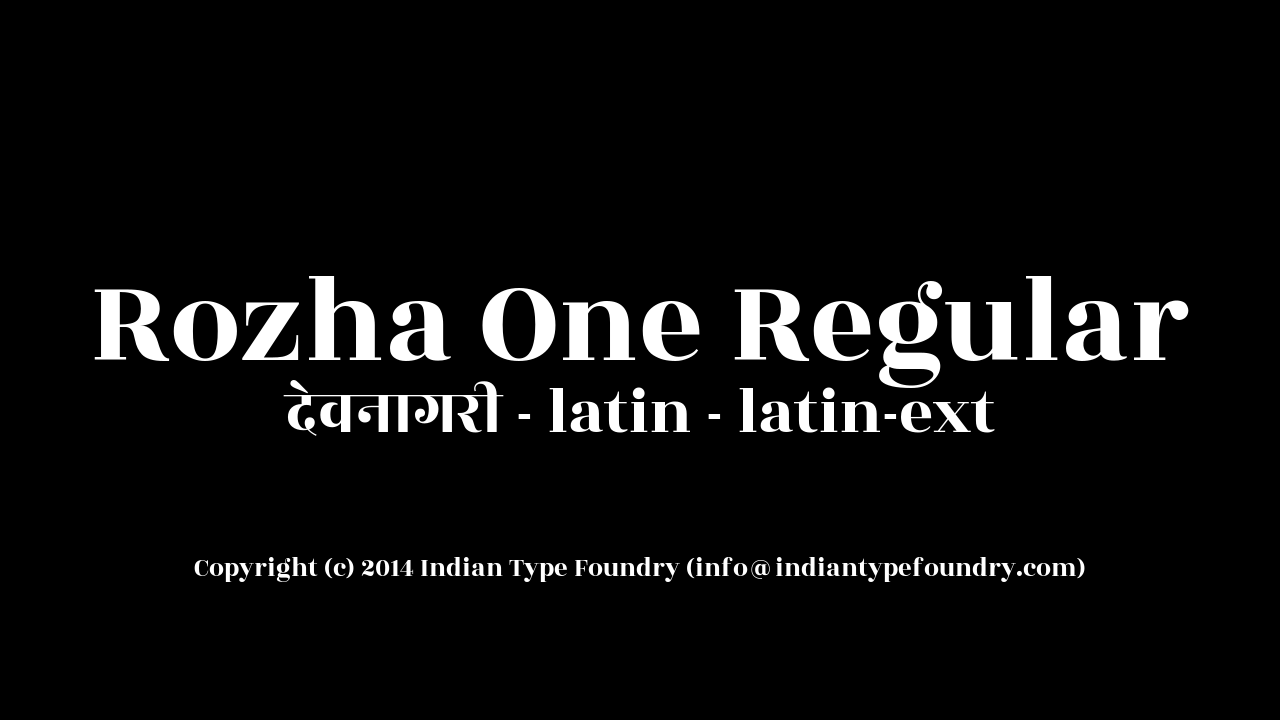 Rozha One Regular
देवनागरी - latin - latin-ext
Copyright (c) 2014 Indian Type Foundry (info@indiantypefoundry.com)